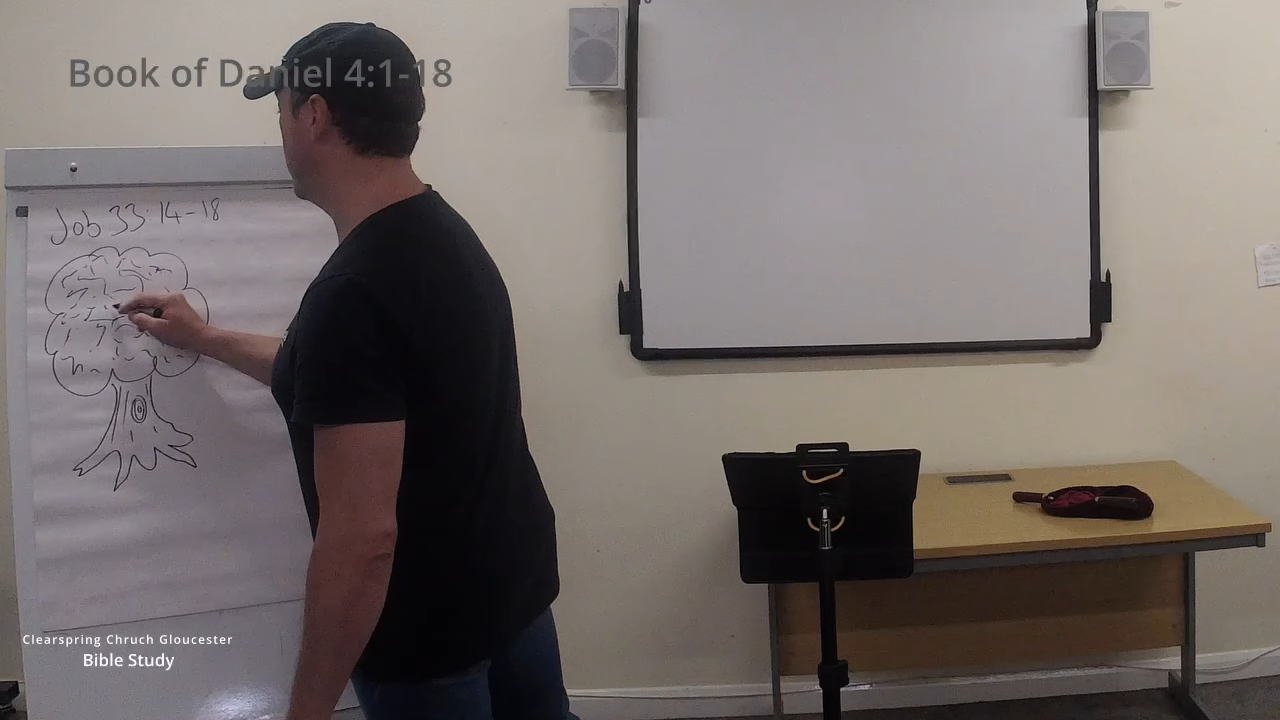 Book of Daniel 4:1-18
Job 33:14-18
Clearspring Chruch Gloucester
Bible Study